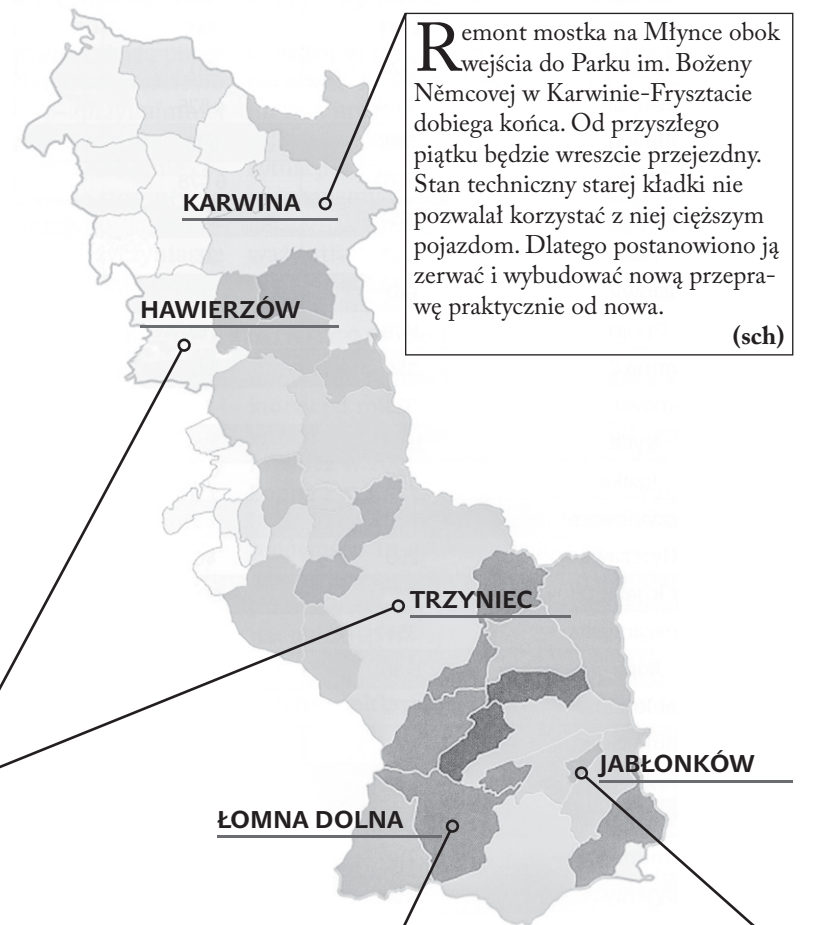 Remont mostka na Młynce obok
wejścia do Parku im. Boženy
Němcovej w Karwinie-Frysztacie
dobiega końca. Od przyszłego
piątku będzie wreszcie przejezdny.
Stan techniczny starej kładki nie
pozwalał korzystać z niej cięższym
pojazdom. Dlatego postanowiono ją
zerwać i wybudować nową przepra-
wę praktycznie od nowa.
(sch)
KARWINA
HAWIERZÓW
TRZYNIEC
JABŁONKÓW
ŁOMNA DOLNA